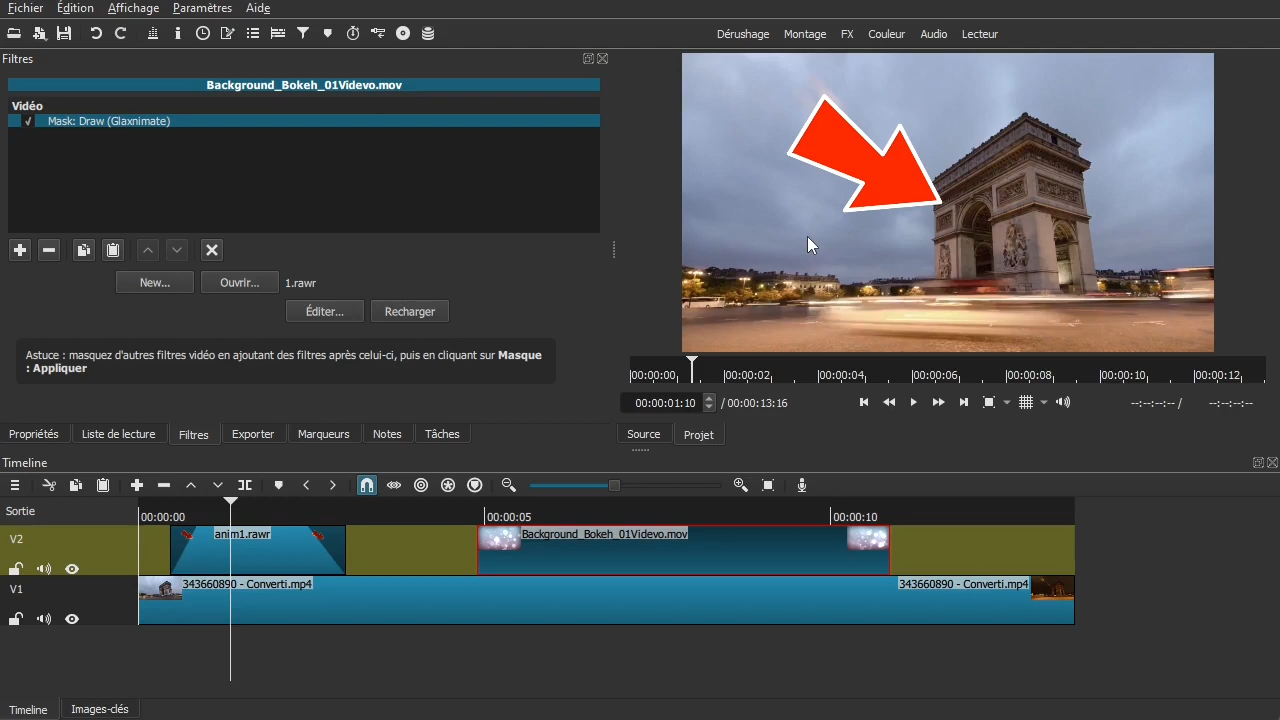 Fichier Édition Affichage Paramètres Aide
Dérushage Montage FX Couleur Audio Lecteur
Filtres
Background_Bokeh_01Videvo.mov
Vidéo
Mask: Draw (Glaxnimate)
New... Ouvrir... 1.rawr
Éditer... Recharger
Astuce : masquez d'autres filtres vidéo en ajoutant des filtres après celui-ci, puis en cliquant sur Masque
: Appliquer
00:00:00 00:00:02 00:00:04 00:00:06 00:00:08 00:00:10 00:00:12
00:00:01:10 / 00:00:13:16 --:--:--:-- / --:--:--:--
Propriétés Liste de lecture Filtres Exporter Marqueurs Notes Tâches
Source Projet
Timeline
Sortie 00:00:00 00:00:05 00:00:10
V2 anim1.rawr Background_Bokeh_01Videvo.mov
V1 343660890 - Converti.mp4 343660890 - Converti.mp4
Timeline Images-clés